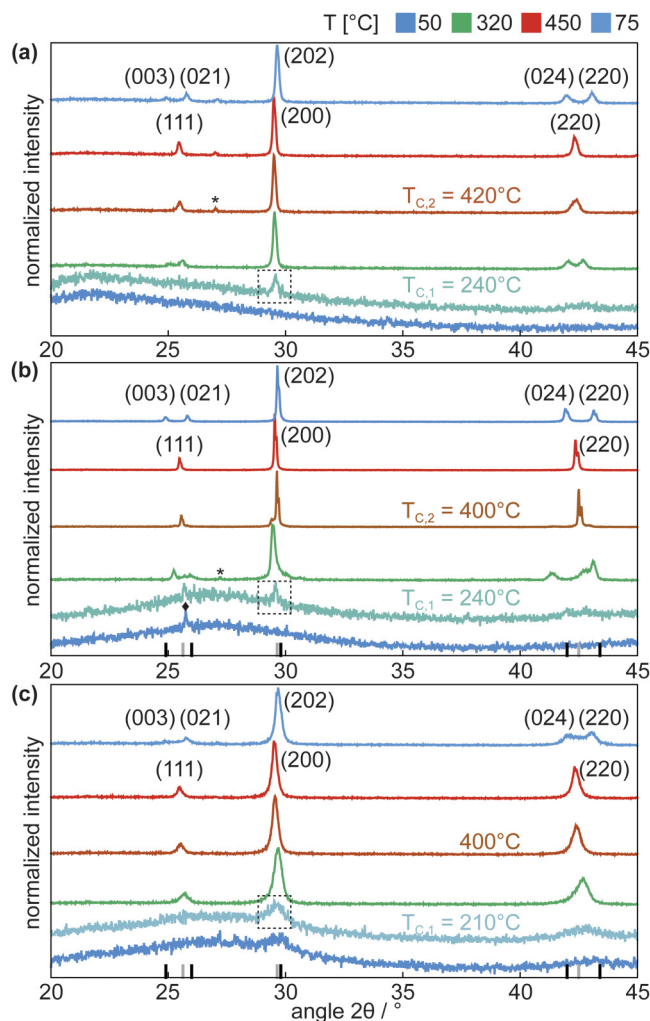 T [°C] 50 320 450 75
(a)
(202)
(003) (021)
(024) (220)
(111)
(200)
(220)
*
T_C,2 = 420°C
T_C,1 = 240°C
normalized intensity
20 25 30 35 40 45
(b)
(202)
(003) (021)
(024) (220)
(111)
(200)
(220)
T_C,2 = 400°C
*
T_C,1 = 240°C
♦
normalized intensity
20 25 30 35 40 45
(c)
(202)
(003) (021)
(024) (220)
(111)
(200)
(220)
400°C
T_C,1 = 210°C
normalized intensity
20 25 30 35 40 45
angle 2θ / °